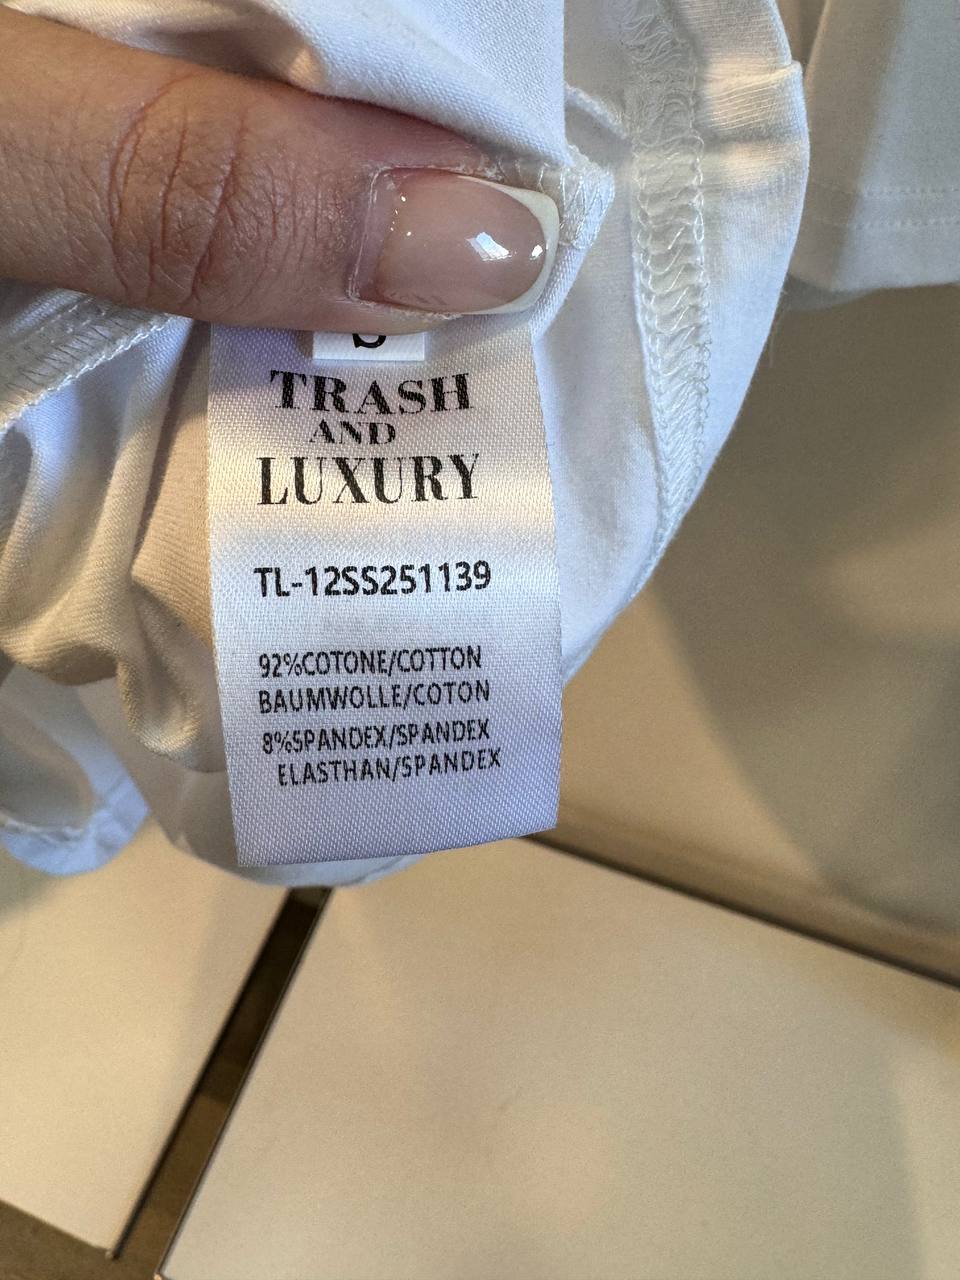 TRASH
AND
LUXURY
TL-12SS251139
92%COTONE/COTTON
BAUMWOLLE/COTON
8%SPANDEX/SPANDEX
ELASTHAN/SPANDEX